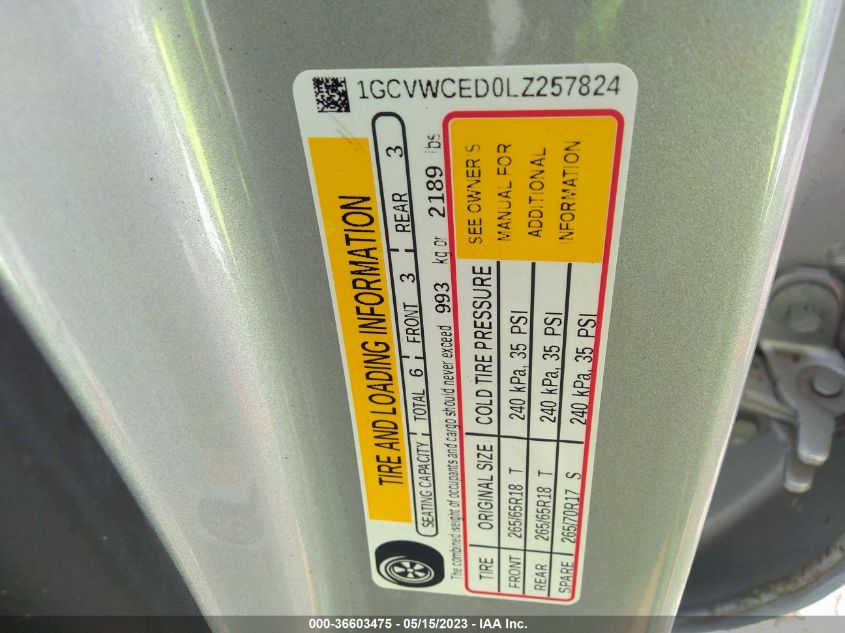 1GCVWCED0LZ257824
TIRE AND LOADING INFORMATION
SEATING CAPACITY TOTAL 6 FRONT 3 REAR 3
The combined weight of occupants and cargo should never exceed 993 kg or 2189 lbs
TIRE ORIGINAL SIZE COLD TIRE PRESSURE
FRONT 265/65R18 T 240 kPa, 35 PSI
REAR 265/65R18 T 240 kPa, 35 PSI
SPARE 265/70R17 S 240 kPa, 35 PSI
SEE OWNER'S
MANUAL FOR
ADDITIONAL
INFORMATION
000-36603475 - 05/15/2023 - IAA Inc.